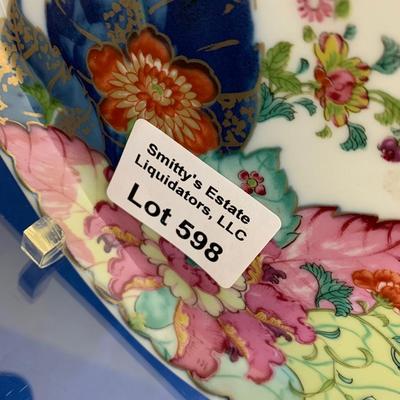 Smitty's Estate
Liquidators, LLC
Lot 598